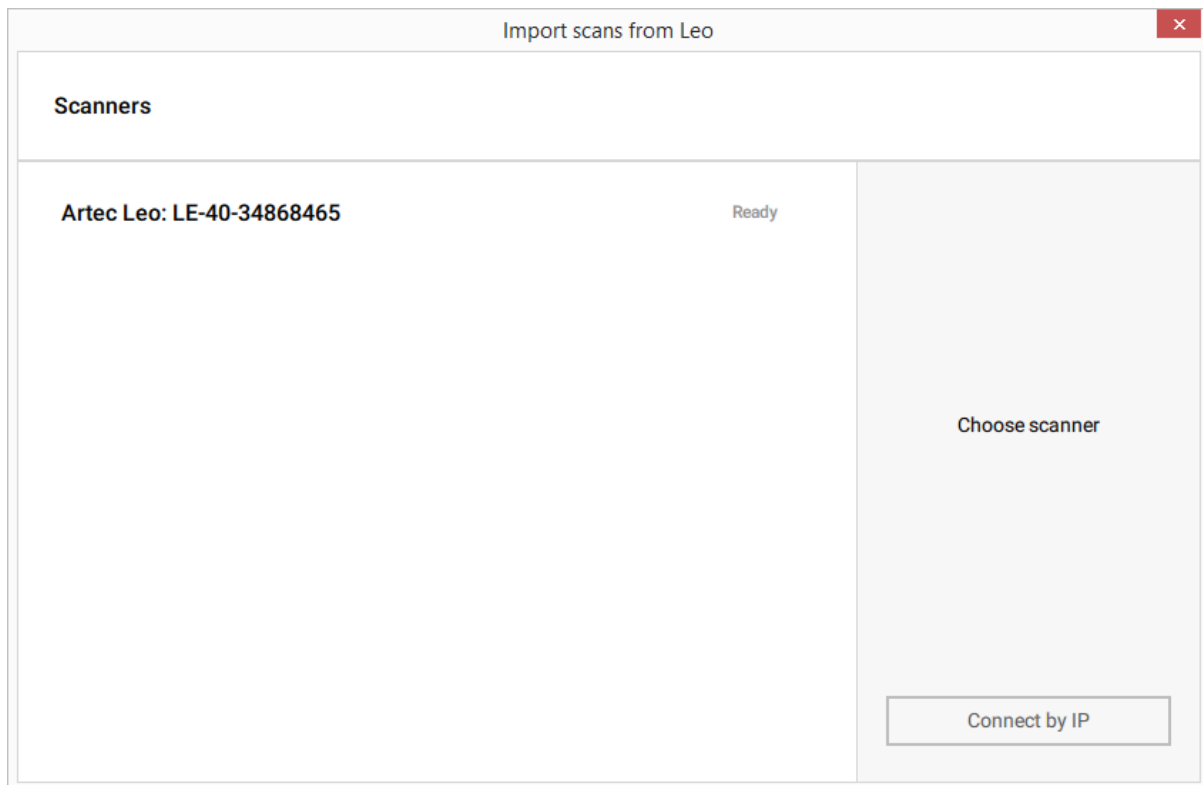 Import scans from Leo
Scanners
Artec Leo: LE-40-34868465
Ready
Choose scanner
Connect by IP